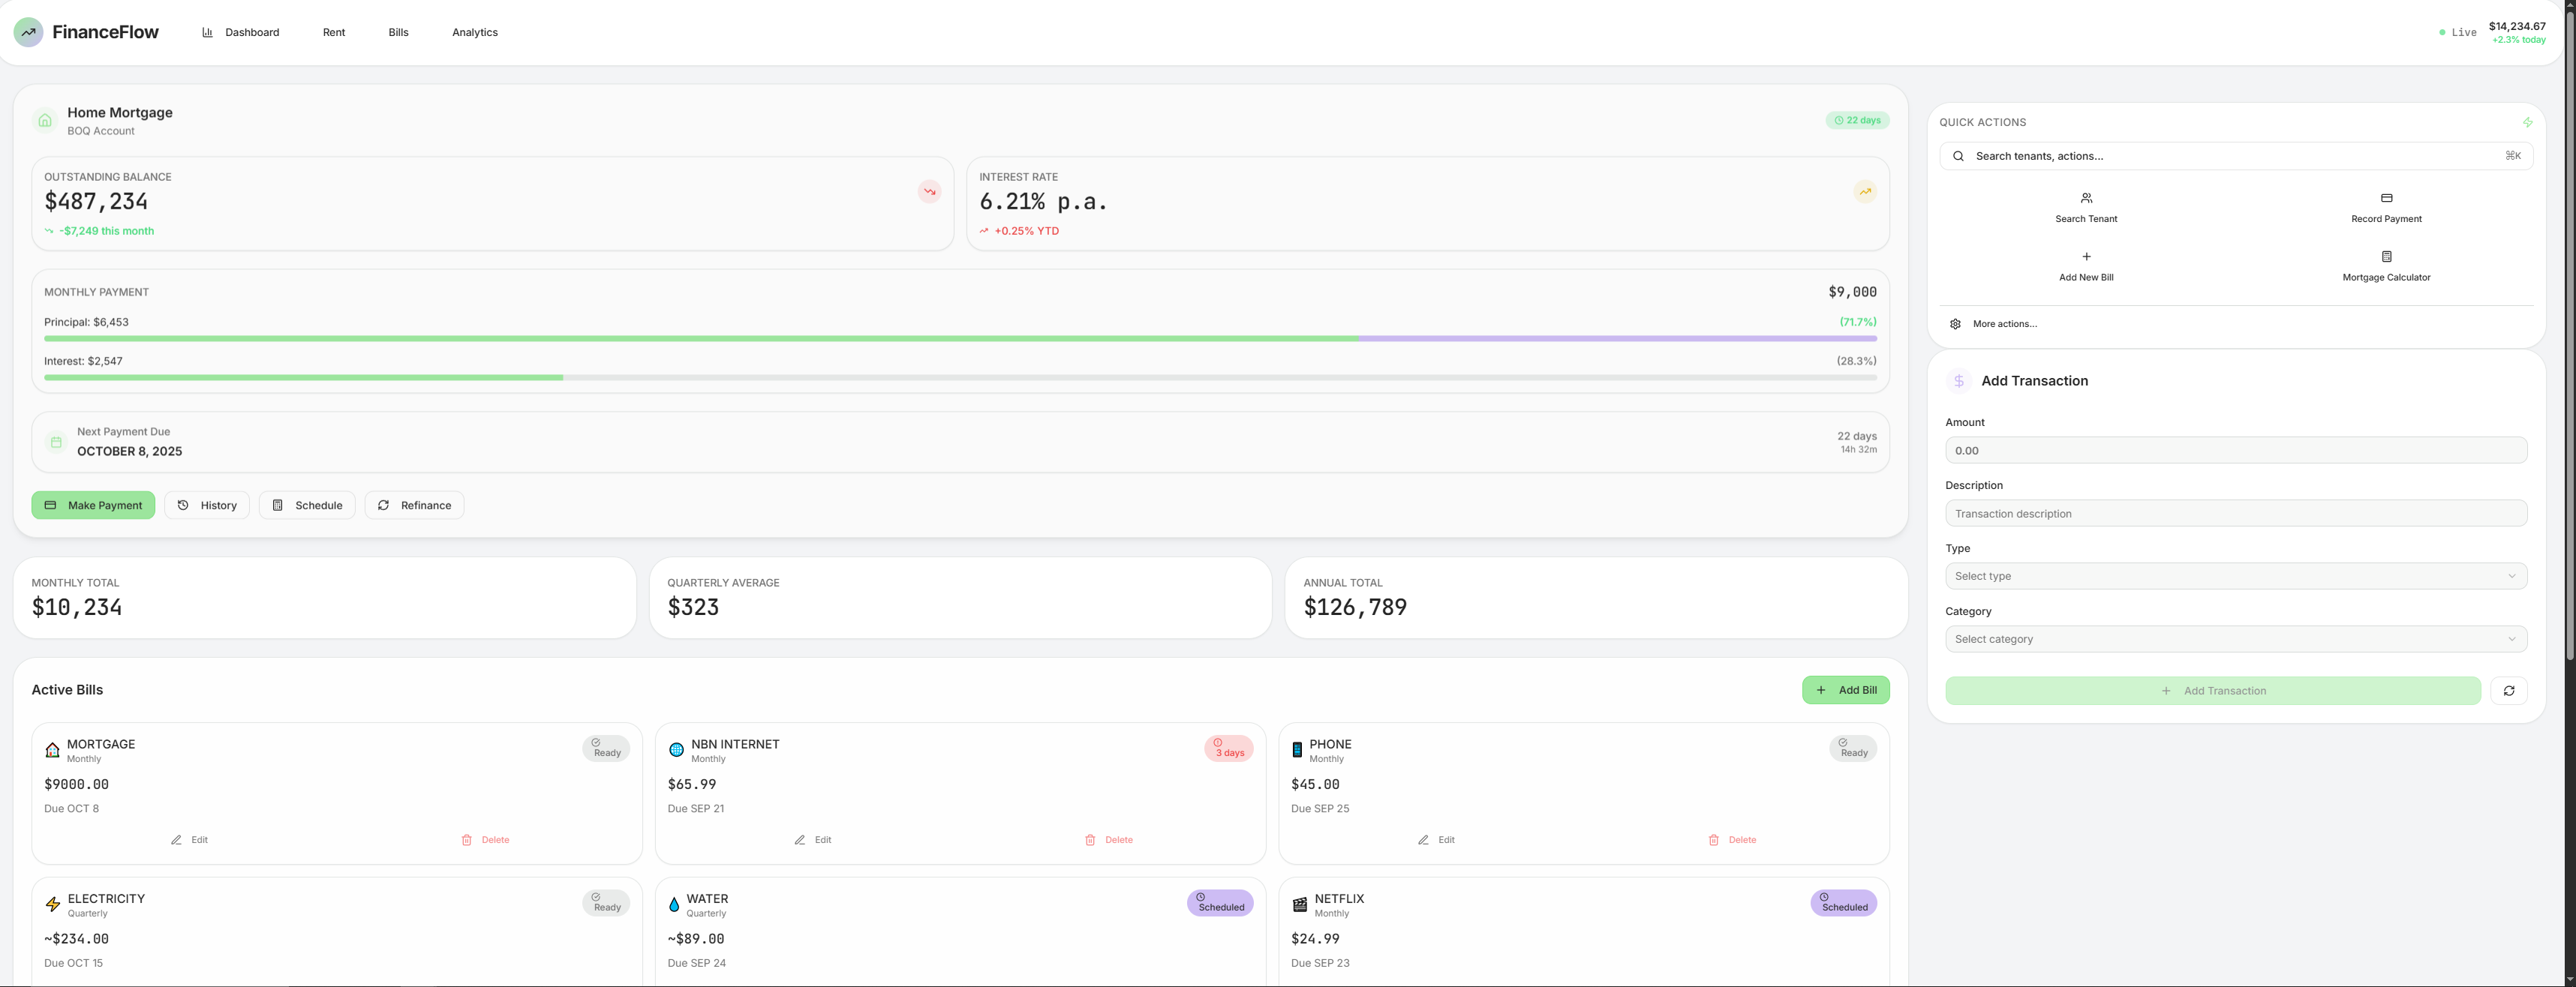 FinanceFlow
Dashboard
Rent
Bills
Analytics
Live
$14,234.67
+2.3% today
Home Mortgage
BOQ Account
22 days
OUTSTANDING BALANCE
$487,234
-$7,249 this month
INTEREST RATE
6.21% p.a.
+0.25% YTD
MONTHLY PAYMENT
$9,000
Principal: $6,453
(71.7%)
Interest: $2,547
(28.3%)
Next Payment Due
OCTOBER 8, 2025
22 days
14h 32m
Make Payment
History
Schedule
Refinance
MONTHLY TOTAL
$10,234
QUARTERLY AVERAGE
$323
ANNUAL TOTAL
$126,789
Active Bills
Add Bill
MORTGAGE
Monthly
Ready
$9000.00
Due OCT 8
Edit
Delete
NBN INTERNET
Monthly
3 days
$65.99
Due SEP 21
Edit
Delete
PHONE
Monthly
Ready
$45.00
Due SEP 25
Edit
Delete
ELECTRICITY
Quarterly
Ready
~$234.00
Due OCT 15
WATER
Quarterly
Scheduled
~$89.00
Due SEP 24
NETFLIX
Monthly
Scheduled
$24.99
Due SEP 23
QUICK ACTIONS
Search tenants, actions...
⌘K
Search Tenant
Record Payment
Add New Bill
Mortgage Calculator
More actions...
Add Transaction
Amount
0.00
Description
Transaction description
Type
Select type
Category
Select category
Add Transaction